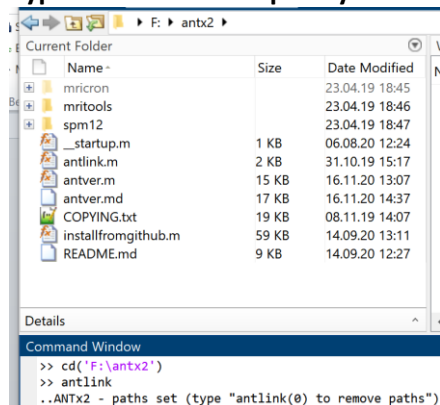 F: ▸ antx2 ▸
Current Folder
Name Size Date Modified
mricron 23.04.19 18:45
mritools 23.04.19 18:46
spm12 23.04.19 18:47
__startup.m 1 KB 06.08.20 12:24
antlink.m 2 KB 31.10.19 15:17
antver.m 15 KB 16.11.20 13:07
antver.md 17 KB 16.11.20 14:37
COPYING.txt 19 KB 08.11.19 14:07
installfromgithub.m 59 KB 14.09.20 13:11
README.md 9 KB 14.09.20 12:27
Details
Command Window
>> cd('F:\antx2')
>> antlink
..ANTx2 - paths set (type "antlink(0) to remove paths")